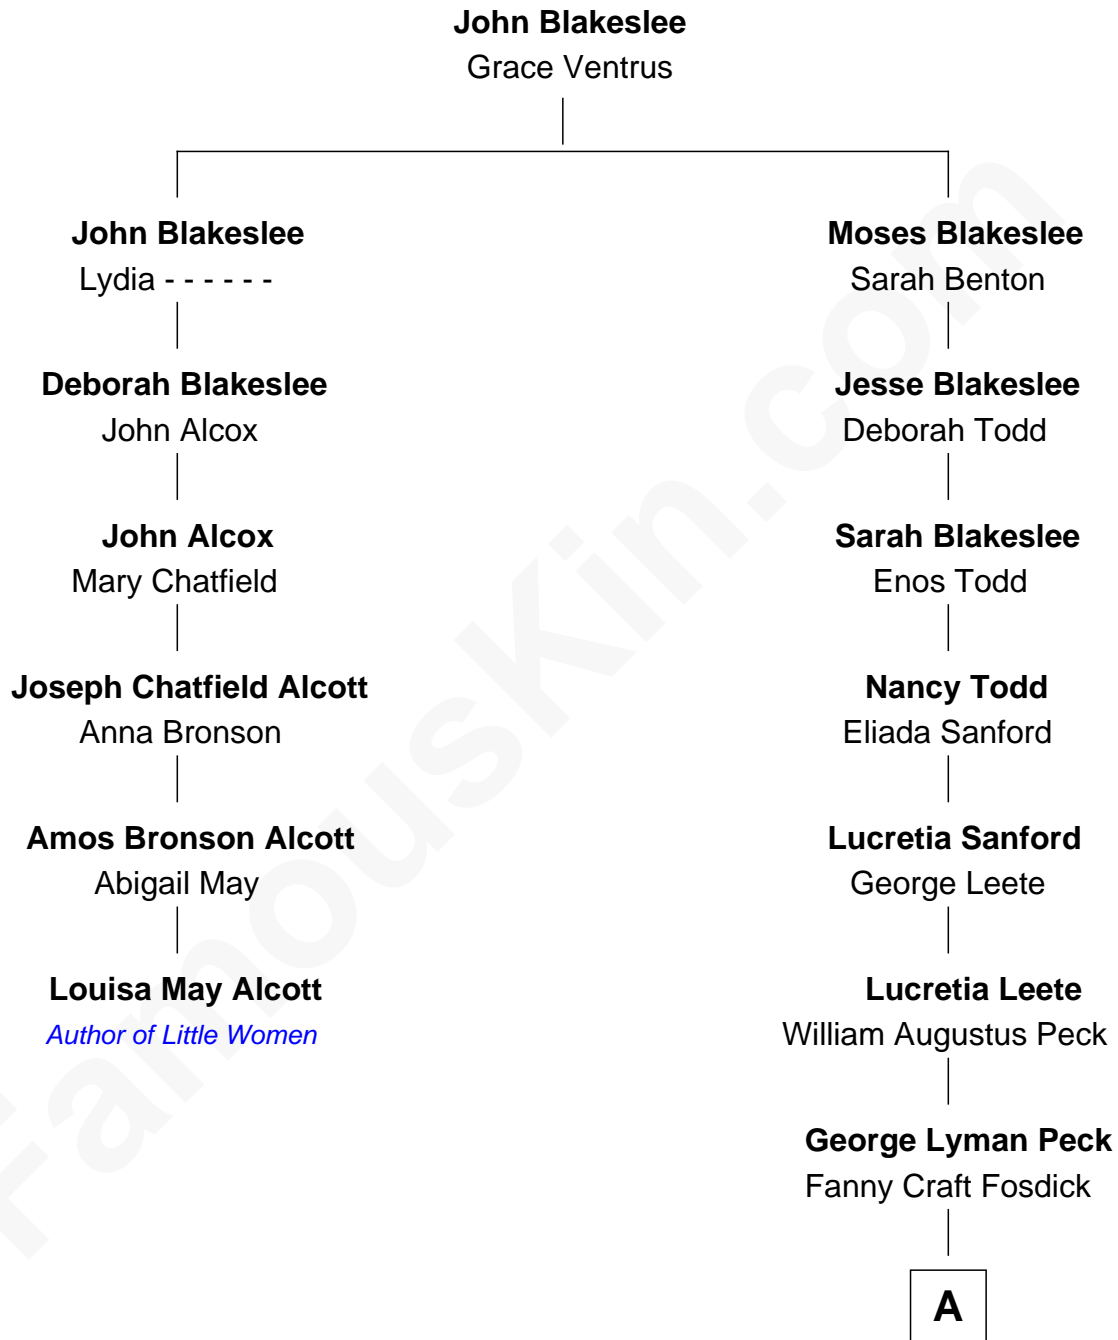 John Blakeslee
Grace Ventrus
John Blakeslee
Lydia - - - - - -
Moses Blakeslee
Sarah Benton
Deborah Blakeslee
John Alcox
Jesse Blakeslee
Deborah Todd
John Alcox
Mary Chatfield
Sarah Blakeslee
Enos Todd
Joseph Chatfield Alcott
Anna Bronson
Nancy Todd
Eliada Sanford
Amos Bronson Alcott
Abigail May
Lucretia Sanford
George Leete
Louisa May Alcott
Author of Little Women
Lucretia Leete
William Augustus Peck
George Lyman Peck
Fanny Craft Fosdick
A
FamousKin.com